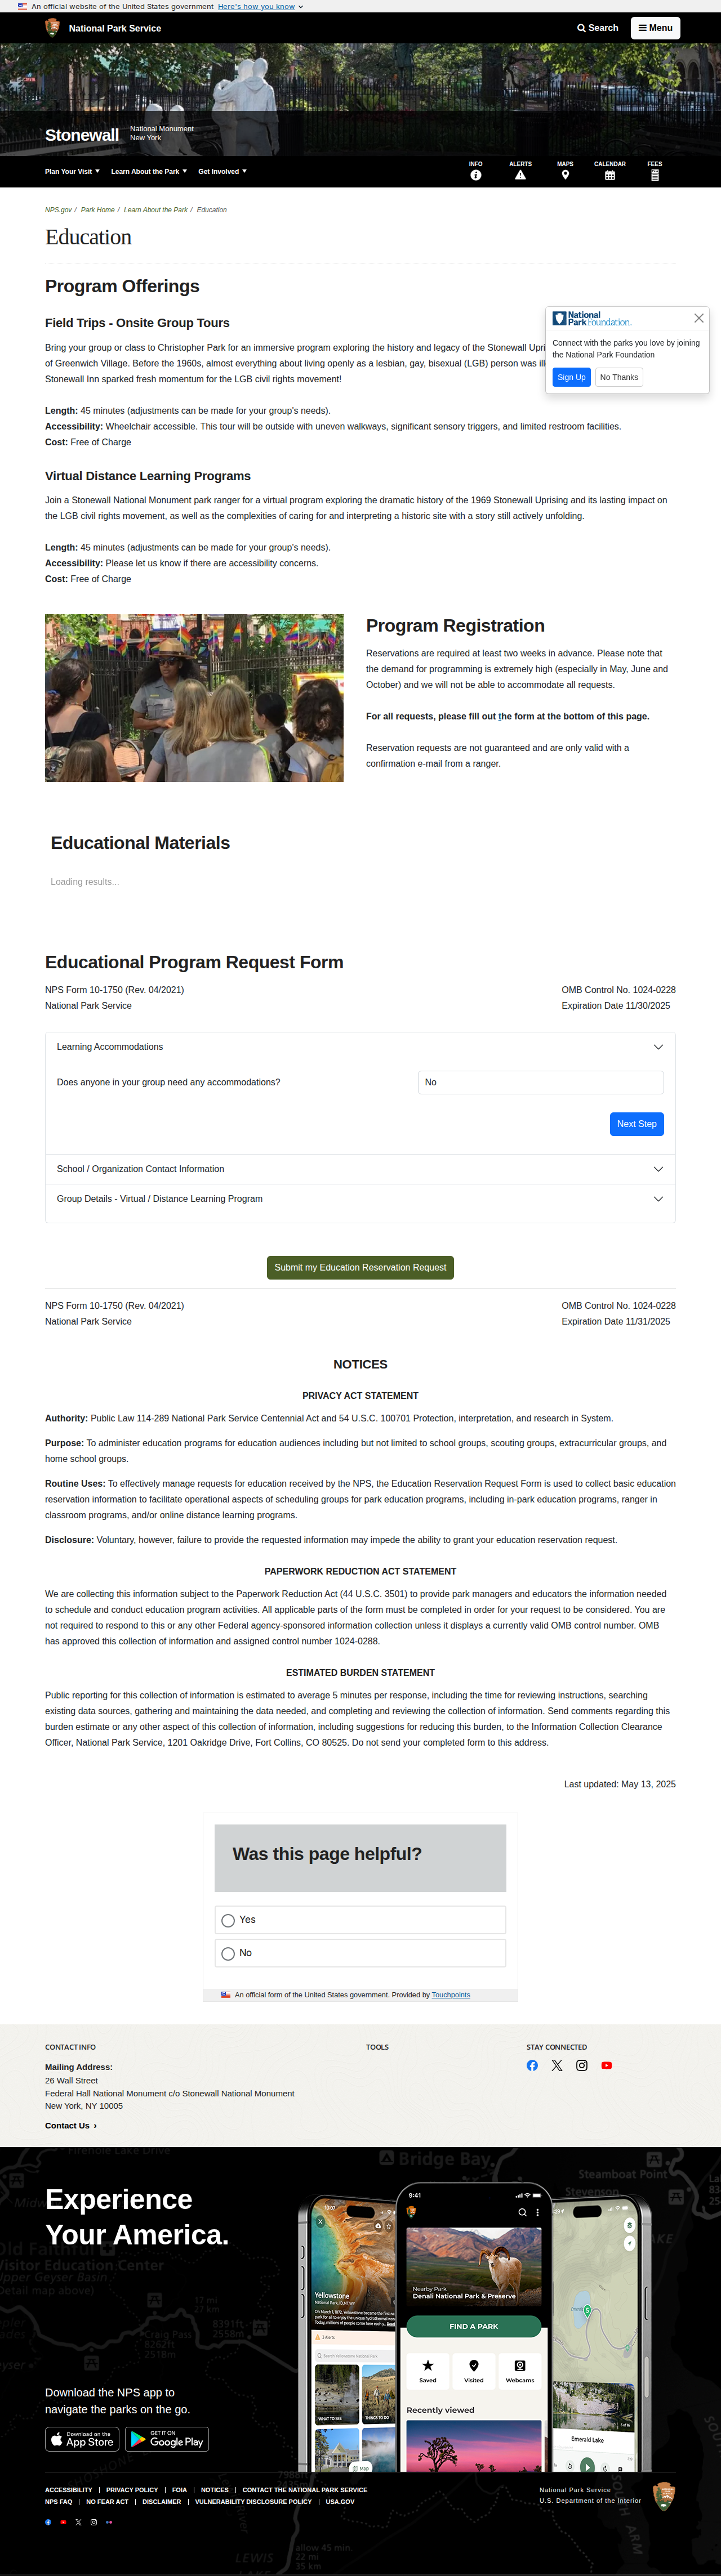 An official website of the United States government Here's how you know
National Park Service
Search
Menu
Stonewall
National Monument
New York
Plan Your Visit
Learn About the Park
Get Involved
INFO
ALERTS
MAPS
CALENDAR
FEES
NPS.gov / Park Home / Learn About the Park / Education
Education
Program Offerings
Field Trips - Onsite Group Tours
Bring your group or class to Christopher Park for an immersive program exploring the history and legacy of the Stonewall Upri
of Greenwich Village. Before the 1960s, almost everything about living openly as a lesbian, gay, bisexual (LGB) person was ill
Stonewall Inn sparked fresh momentum for the LGB civil rights movement!
National
Park Foundation
Connect with the parks you love by joining
the National Park Foundation
Sign Up
No Thanks
Length: 45 minutes (adjustments can be made for your group's needs).
Accessibility: Wheelchair accessible. This tour will be outside with uneven walkways, significant sensory triggers, and limited restroom facilities.
Cost: Free of Charge
Virtual Distance Learning Programs
Join a Stonewall National Monument park ranger for a virtual program exploring the dramatic history of the 1969 Stonewall Uprising and its lasting impact on
the LGB civil rights movement, as well as the complexities of caring for and interpreting a historic site with a story still actively unfolding.
Length: 45 minutes (adjustments can be made for your group's needs).
Accessibility: Please let us know if there are accessibility concerns.
Cost: Free of Charge
Program Registration
Reservations are required at least two weeks in advance. Please note that
the demand for programming is extremely high (especially in May, June and
October) and we will not be able to accommodate all requests.
For all requests, please fill out the form at the bottom of this page.
Reservation requests are not guaranteed and are only valid with a
confirmation e-mail from a ranger.
Educational Materials
Loading results...
Educational Program Request Form
NPS Form 10-1750 (Rev. 04/2021)
National Park Service
OMB Control No. 1024-0228
Expiration Date 11/30/2025
Learning Accommodations
Does anyone in your group need any accommodations?
No
Next Step
School / Organization Contact Information
Group Details - Virtual / Distance Learning Program
Submit my Education Reservation Request
NPS Form 10-1750 (Rev. 04/2021)
National Park Service
OMB Control No. 1024-0228
Expiration Date 11/31/2025
NOTICES
PRIVACY ACT STATEMENT
Authority: Public Law 114-289 National Park Service Centennial Act and 54 U.S.C. 100701 Protection, interpretation, and research in System.
Purpose: To administer education programs for education audiences including but not limited to school groups, scouting groups, extracurricular groups, and
home school groups.
Routine Uses: To effectively manage requests for education received by the NPS, the Education Reservation Request Form is used to collect basic education
reservation information to facilitate operational aspects of scheduling groups for park education programs, including in-park education programs, ranger in
classroom programs, and/or online distance learning programs.
Disclosure: Voluntary, however, failure to provide the requested information may impede the ability to grant your education reservation request.
PAPERWORK REDUCTION ACT STATEMENT
We are collecting this information subject to the Paperwork Reduction Act (44 U.S.C. 3501) to provide park managers and educators the information needed
to schedule and conduct education program activities. All applicable parts of the form must be completed in order for your request to be considered. You are
not required to respond to this or any other Federal agency-sponsored information collection unless it displays a currently valid OMB control number. OMB
has approved this collection of information and assigned control number 1024-0288.
ESTIMATED BURDEN STATEMENT
Public reporting for this collection of information is estimated to average 5 minutes per response, including the time for reviewing instructions, searching
existing data sources, gathering and maintaining the data needed, and completing and reviewing the collection of information. Send comments regarding this
burden estimate or any other aspect of this collection of information, including suggestions for reducing this burden, to the Information Collection Clearance
Officer, National Park Service, 1201 Oakridge Drive, Fort Collins, CO 80525. Do not send your completed form to this address.
Last updated: May 13, 2025
Was this page helpful?
Yes
No
An official form of the United States government. Provided by Touchpoints
CONTACT INFO
Mailing Address:
26 Wall Street
Federal Hall National Monument c/o Stonewall National Monument
New York, NY 10005
Contact Us ›
TOOLS
STAY CONNECTED
Experience
Your America.
Bridge Bay
Steamboat Point
Stevenson
Craig Pass
8262ft
2518m
9:41
Yellowstone
Nearby Park
Denali National Park & Preserve
FIND A PARK
Saved
Visited
Webcams
Recently viewed
WHAT TO SEE
THINGS TO DO
Map
Emerald Lake
Download the NPS app to
navigate the parks on the go.
Download on the
App Store
GET IT ON
Google Play
ACCESSIBILITY
PRIVACY POLICY
FOIA
NOTICES
CONTACT THE NATIONAL PARK SERVICE
NPS FAQ
NO FEAR ACT
DISCLAIMER
VULNERABILITY DISCLOSURE POLICY
USA.GOV
National Park Service
U.S. Department of the Interior
LEWIS
allow 45 min.
22 mi
35 km